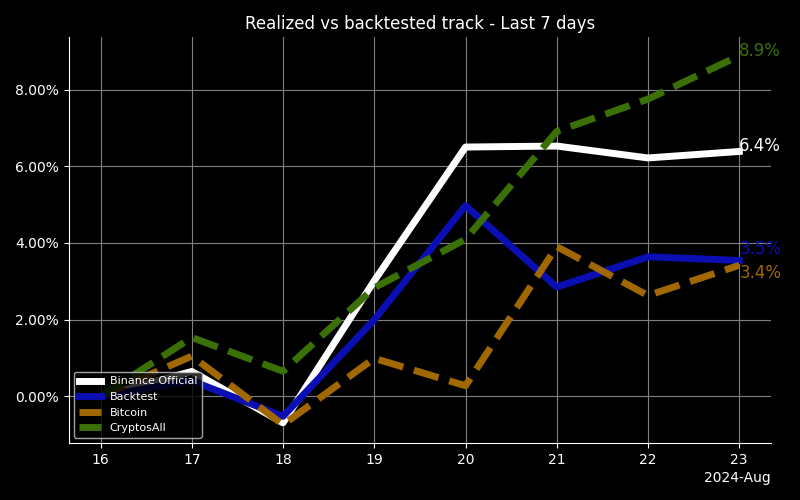 Realized vs backtested track - Last 7 days
8.9%
8.00%
6.4%
6.00%
4.00%
3.5%
3.4%
2.00%
0.00%
Binance Official
Backtest
Bitcoin
CryptosAll
16 17 18 19 20 21 22 23
2024-Aug